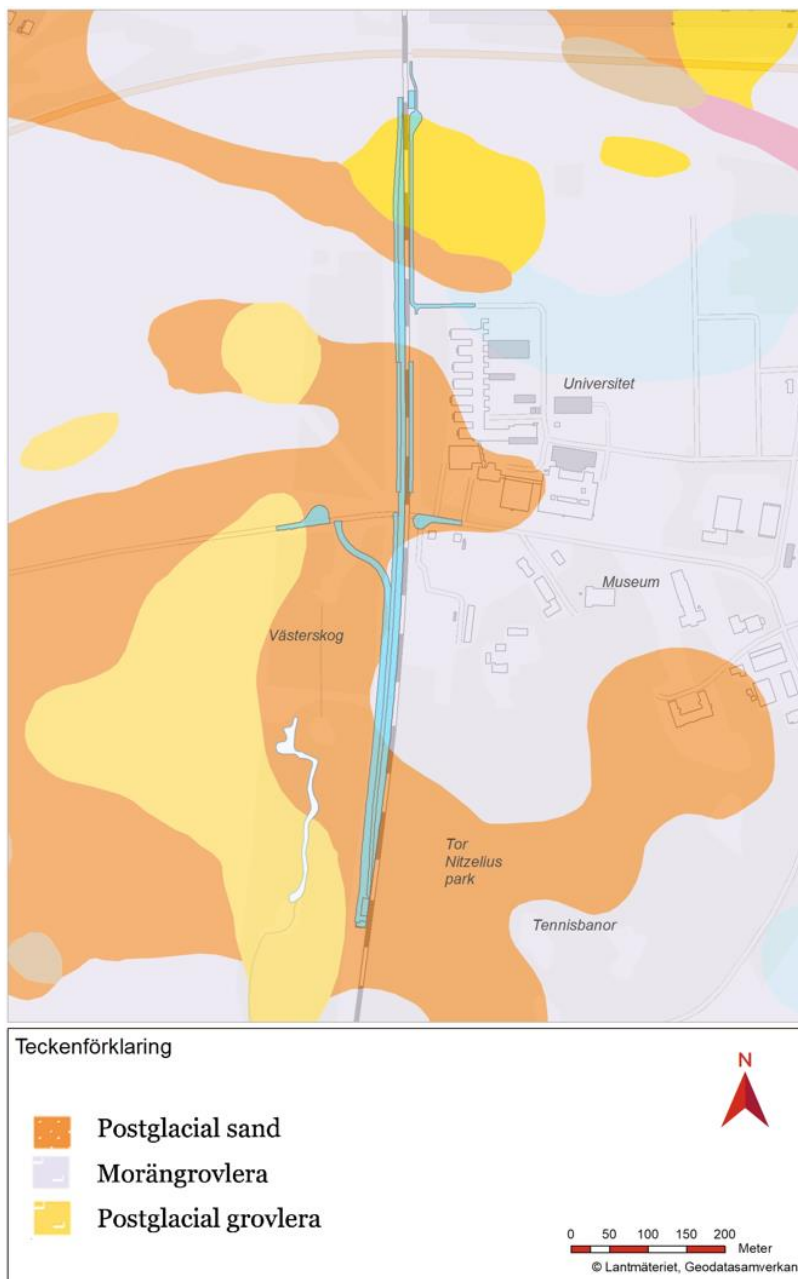 Universitet
Museum
Västerskog
Tor
Nitzelius
park
Tennisbanor
Teckenförklaring
N
Postglacial sand
Morängrovlera
Postglacial grovlera
0 50 100 150 200
Meter
© Lantmäteriet, Geodatasamverkan